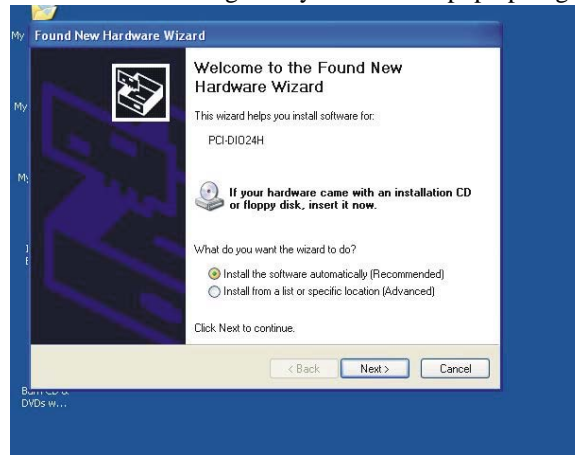 My
Found New Hardware Wizard
Welcome to the Found New
Hardware Wizard
This wizard helps you install software for:
PCI-DIO24H
My
If your hardware came with an installation CD
or floppy disk, insert it now.
My
What do you want the wizard to do?
Install the software automatically (Recommended)
Install from a list or specific location (Advanced)
Click Next to continue.
< Back
Next >
Cancel
DVDs w...